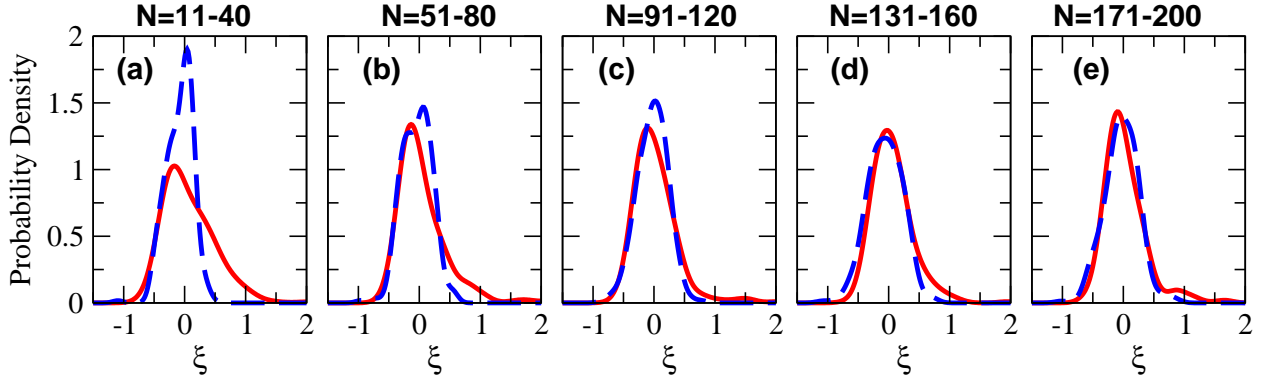 N=11-40 N=51-80 N=91-120 N=131-160 N=171-200
(a) (b) (c) (d) (e)
Probability Density
2
1.5
1
0.5
0
-1 0 1 2 -1 0 1 2 -1 0 1 2 -1 0 1 2 -1 0 1 2
ξ ξ ξ ξ ξ